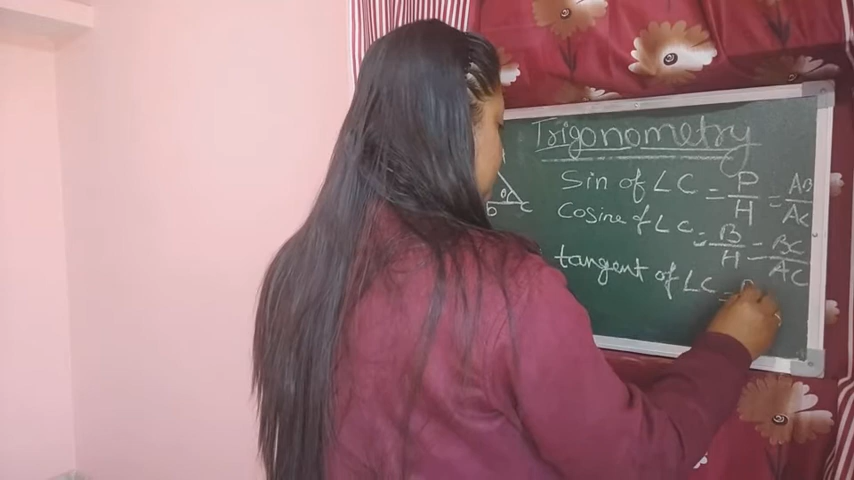 Trigonometry
Sin of ∠C = P/H = AB/AC
Cosine of ∠C = B/H = BC/AC
tangent of ∠C =
θ
C